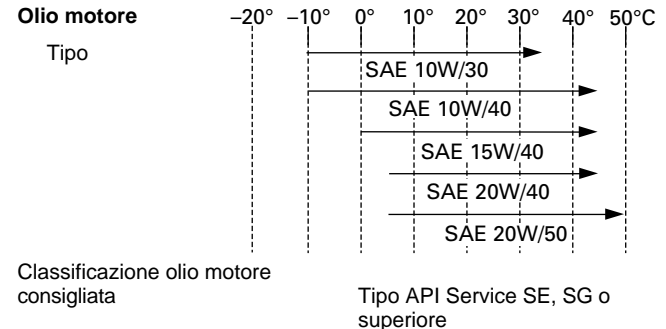 Olio motore –20° –10° 0° 10° 20° 30° 40° 50°C
Tipo
SAE 10W/30
SAE 10W/40
SAE 15W/40
SAE 20W/40
SAE 20W/50
Classificazione olio motore
consigliata
Tipo API Service SE, SG o
superiore